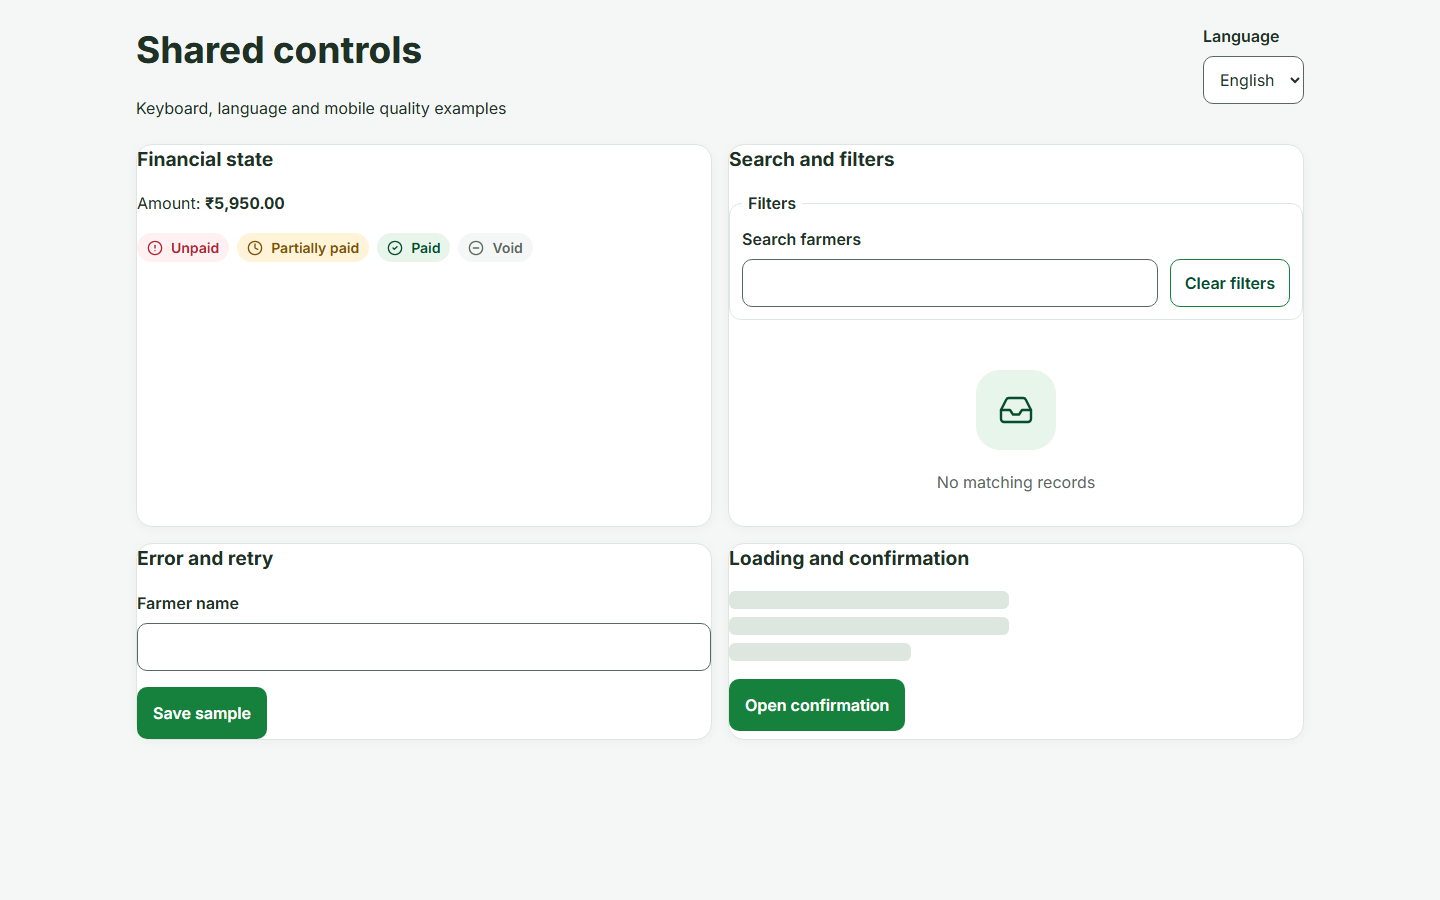 Shared controls
Language
English
Keyboard, language and mobile quality examples
Financial state
Amount: ₹5,950.00
Unpaid
Partially paid
Paid
Void
Search and filters
Filters
Search farmers
Clear filters
No matching records
Error and retry
Farmer name
Save sample
Loading and confirmation
Open confirmation